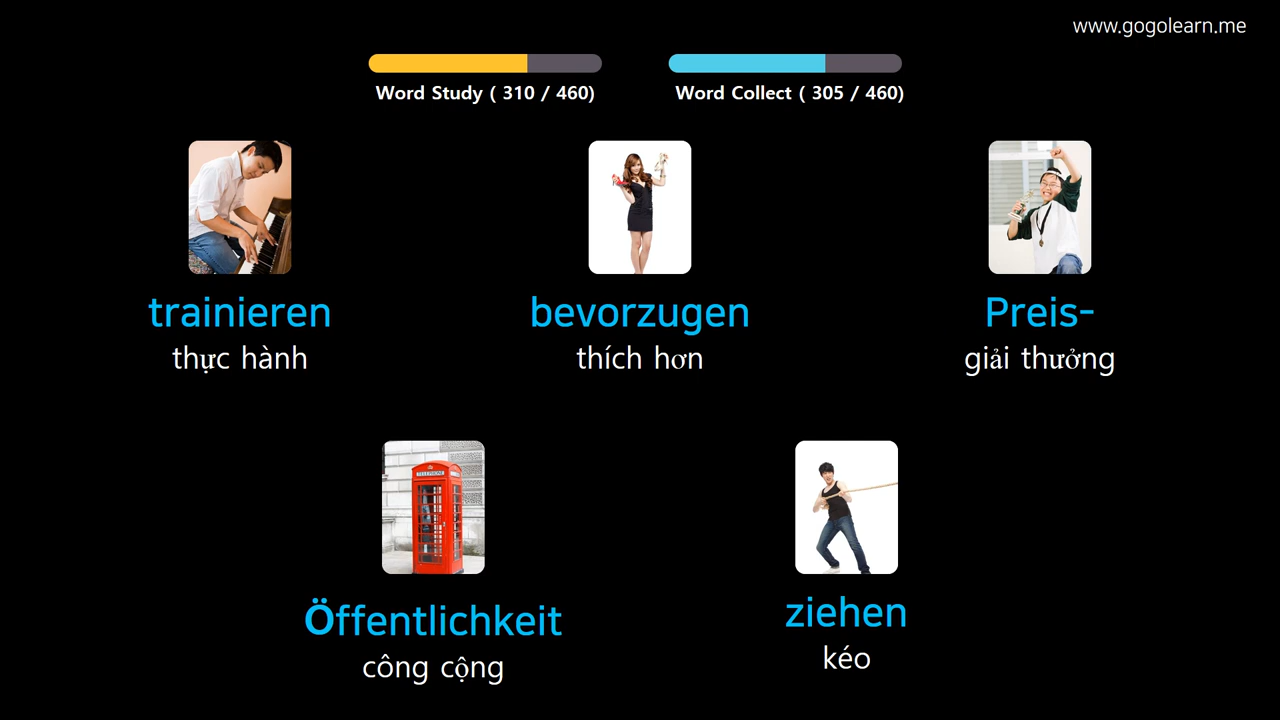 www.gogolearn.me
Word Study ( 310 / 460)
Word Collect ( 305 / 460)
trainieren
thực hành
bevorzugen
thích hơn
Preis-
giải thưởng
TELEPHONE
Öffentlichkeit
công cộng
ziehen
kéo